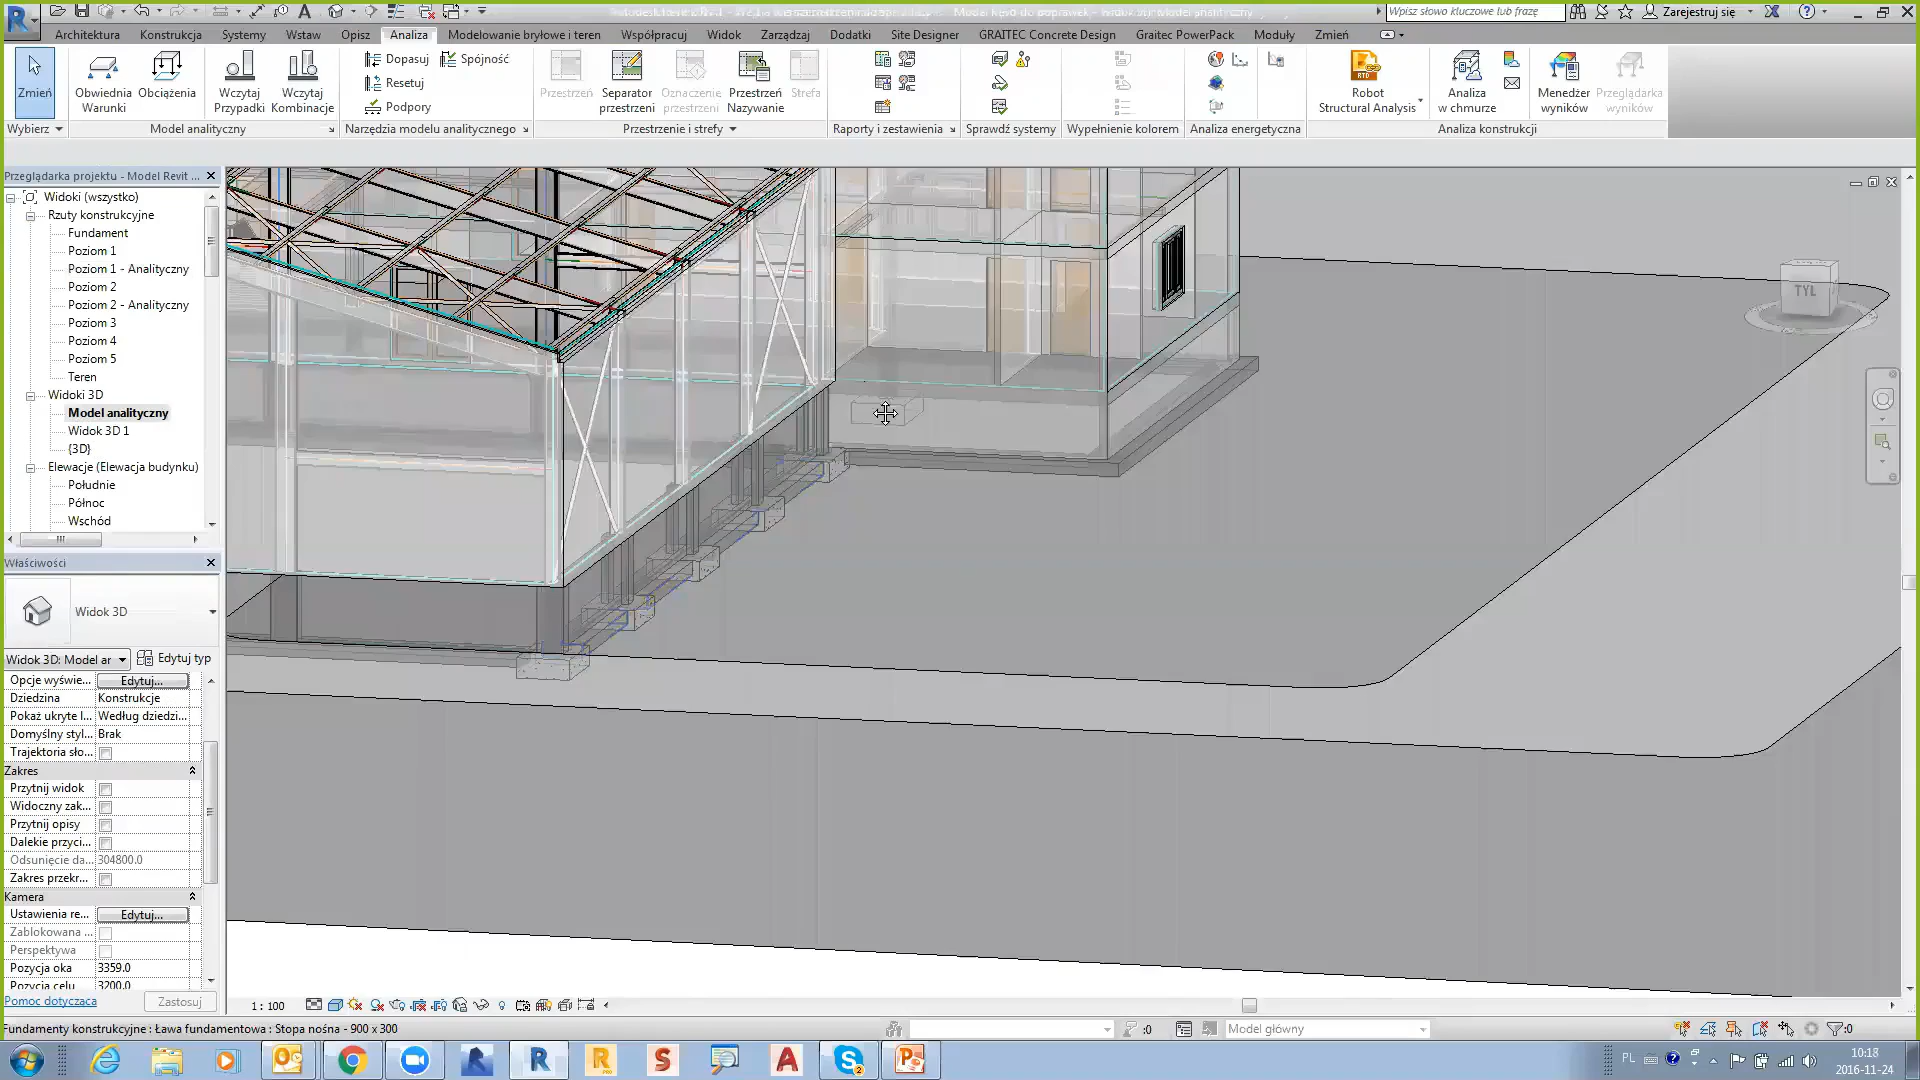 Wpisz słowo kluczowe lub frazę
Zarejestruj się
Architektura Konstrukcja Systemy Wstaw Opisz Analiza Modelowanie bryłowe i teren Współpracuj Widok Zarządzaj Dodatki Site Designer GRAITEC Concrete Design Graitec PowerPack Moduły Zmień
Zmień
Obwiednia Warunki
Obciążenia
Wczytaj Przypadki
Wczytaj Kombinacje
Dopasuj
Resetuj
Podpory
Spójność
Przestrzeń
Separator przestrzeni
Oznaczenie przestrzeni
Przestrzeń Nazywanie
Strefa
Robot Structural Analysis
Analiza w chmurze
Menedżer wyników
Przeglądarka wyników
Wybierz
Model analityczny
Narzędzia modelu analitycznego
Przestrzenie i strefy
Raporty i zestawienia
Sprawdź systemy
Wypełnienie kolorem
Analiza energetyczna
Analiza konstrukcji
Przeglądarka projektu - Model Revit ...
Widoki (wszystko)
Rzuty konstrukcyjne
Fundament
Poziom 1
Poziom 1 - Analityczny
Poziom 2
Poziom 2 - Analityczny
Poziom 3
Poziom 4
Poziom 5
Teren
Widoki 3D
Model analityczny
Widok 3D 1
{3D}
Elewacje (Elewacja budynku)
Południe
Północ
Wschód
TYL
Właściwości
Widok 3D
Widok 3D: Model ar
Edytuj typ
Opcje wyświe... Edytuj...
Dziedzina Konstrukcje
Pokaż ukryte l... Według dziedzi...
Domyślny styl... Brak
Trajektoria sło...
Zakres
Przytnij widok
Widoczny zak...
Przytnij opisy
Dalekie przyci...
Odsunięcie da... 304800.0
Zakres przekr...
Kamera
Ustawienia re... Edytuj...
Zablokowana ...
Perspektywa
Pozycja oka 3359.0
Pozycja celu 3200.0
Pomoc dotycząca
Zastosuj
1 : 100
Fundamenty konstrukcyjne : Ława fundamentowa : Stopa nośna - 900 x 300
:0
Model główny
:0
PL
10:18
2016-11-24